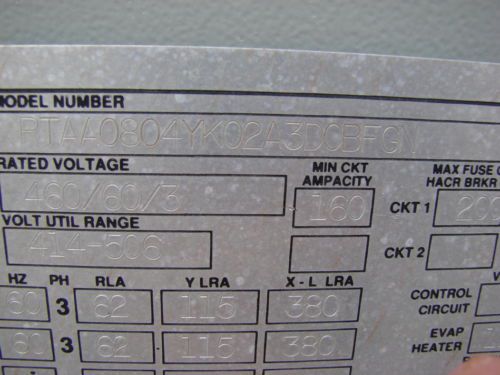 MODEL NUMBER
RTAA0804YK02A3D0BFGN
RATED VOLTAGE
460/60/3
MIN CKT AMPACITY
160
MAX FUSE
HACR BRKR
CKT 1
VOLT UTIL RANGE
414-506
CKT 2
HZ PH RLA Y LRA X - L LRA
60 3 62 115 380
CONTROL
CIRCUIT
60 3 62 115 380
EVAP
HEATER